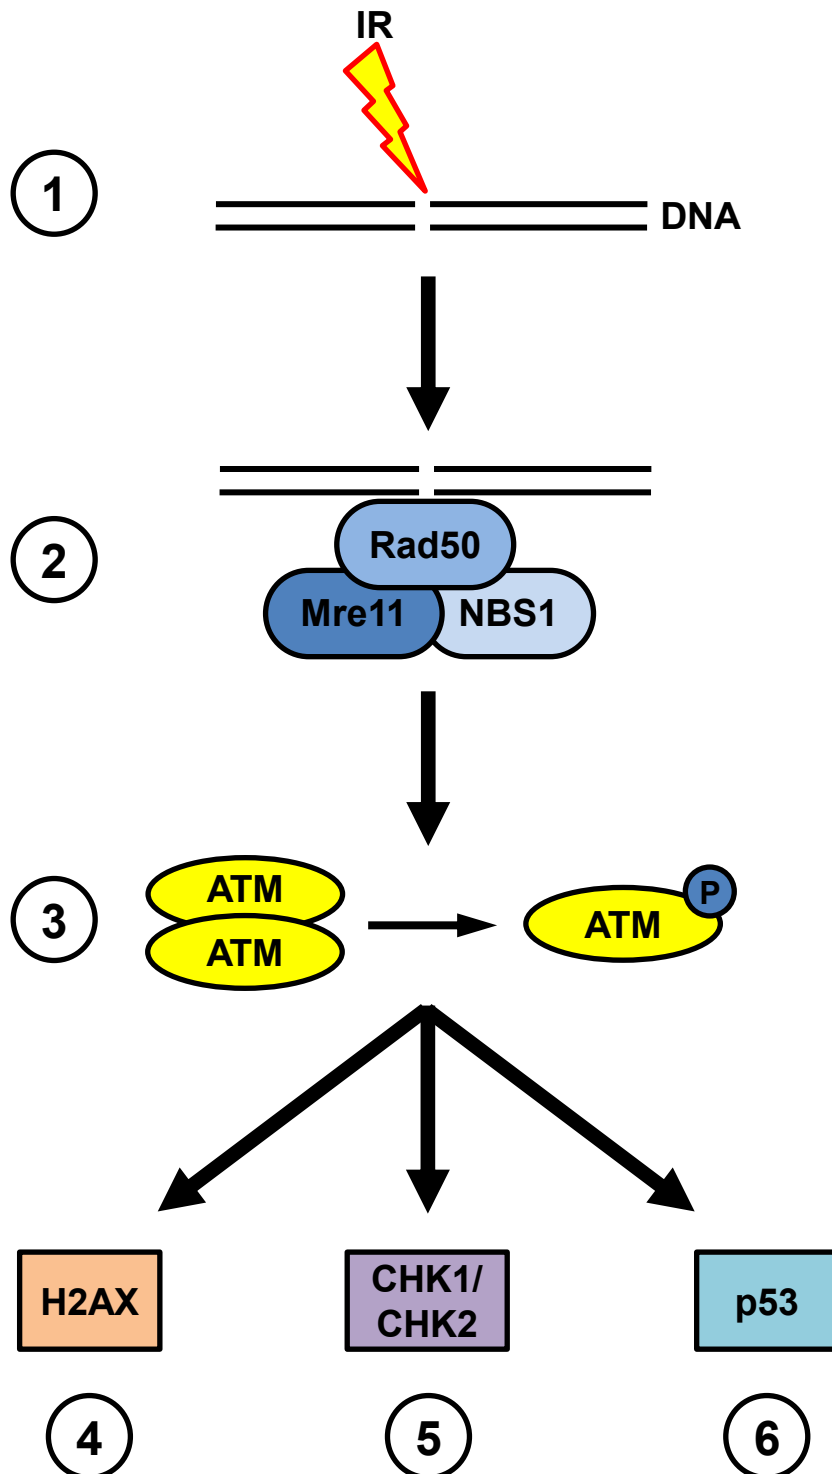 IR
1
DNA
2
Rad50
Mre11
NBS1
3
ATM
ATM
ATM
P
H2AX
CHK1/
CHK2
p53
4
5
6